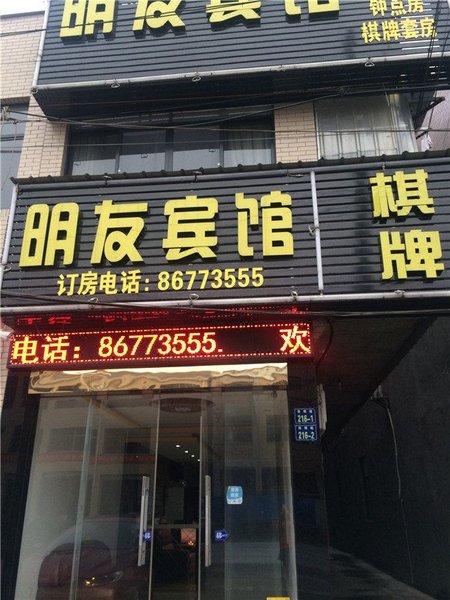 明友宾馆
钟点房
棋牌套房
明友宾馆
棋牌
订房电话：86773555
电话：86773555. 欢
216-1
216-2